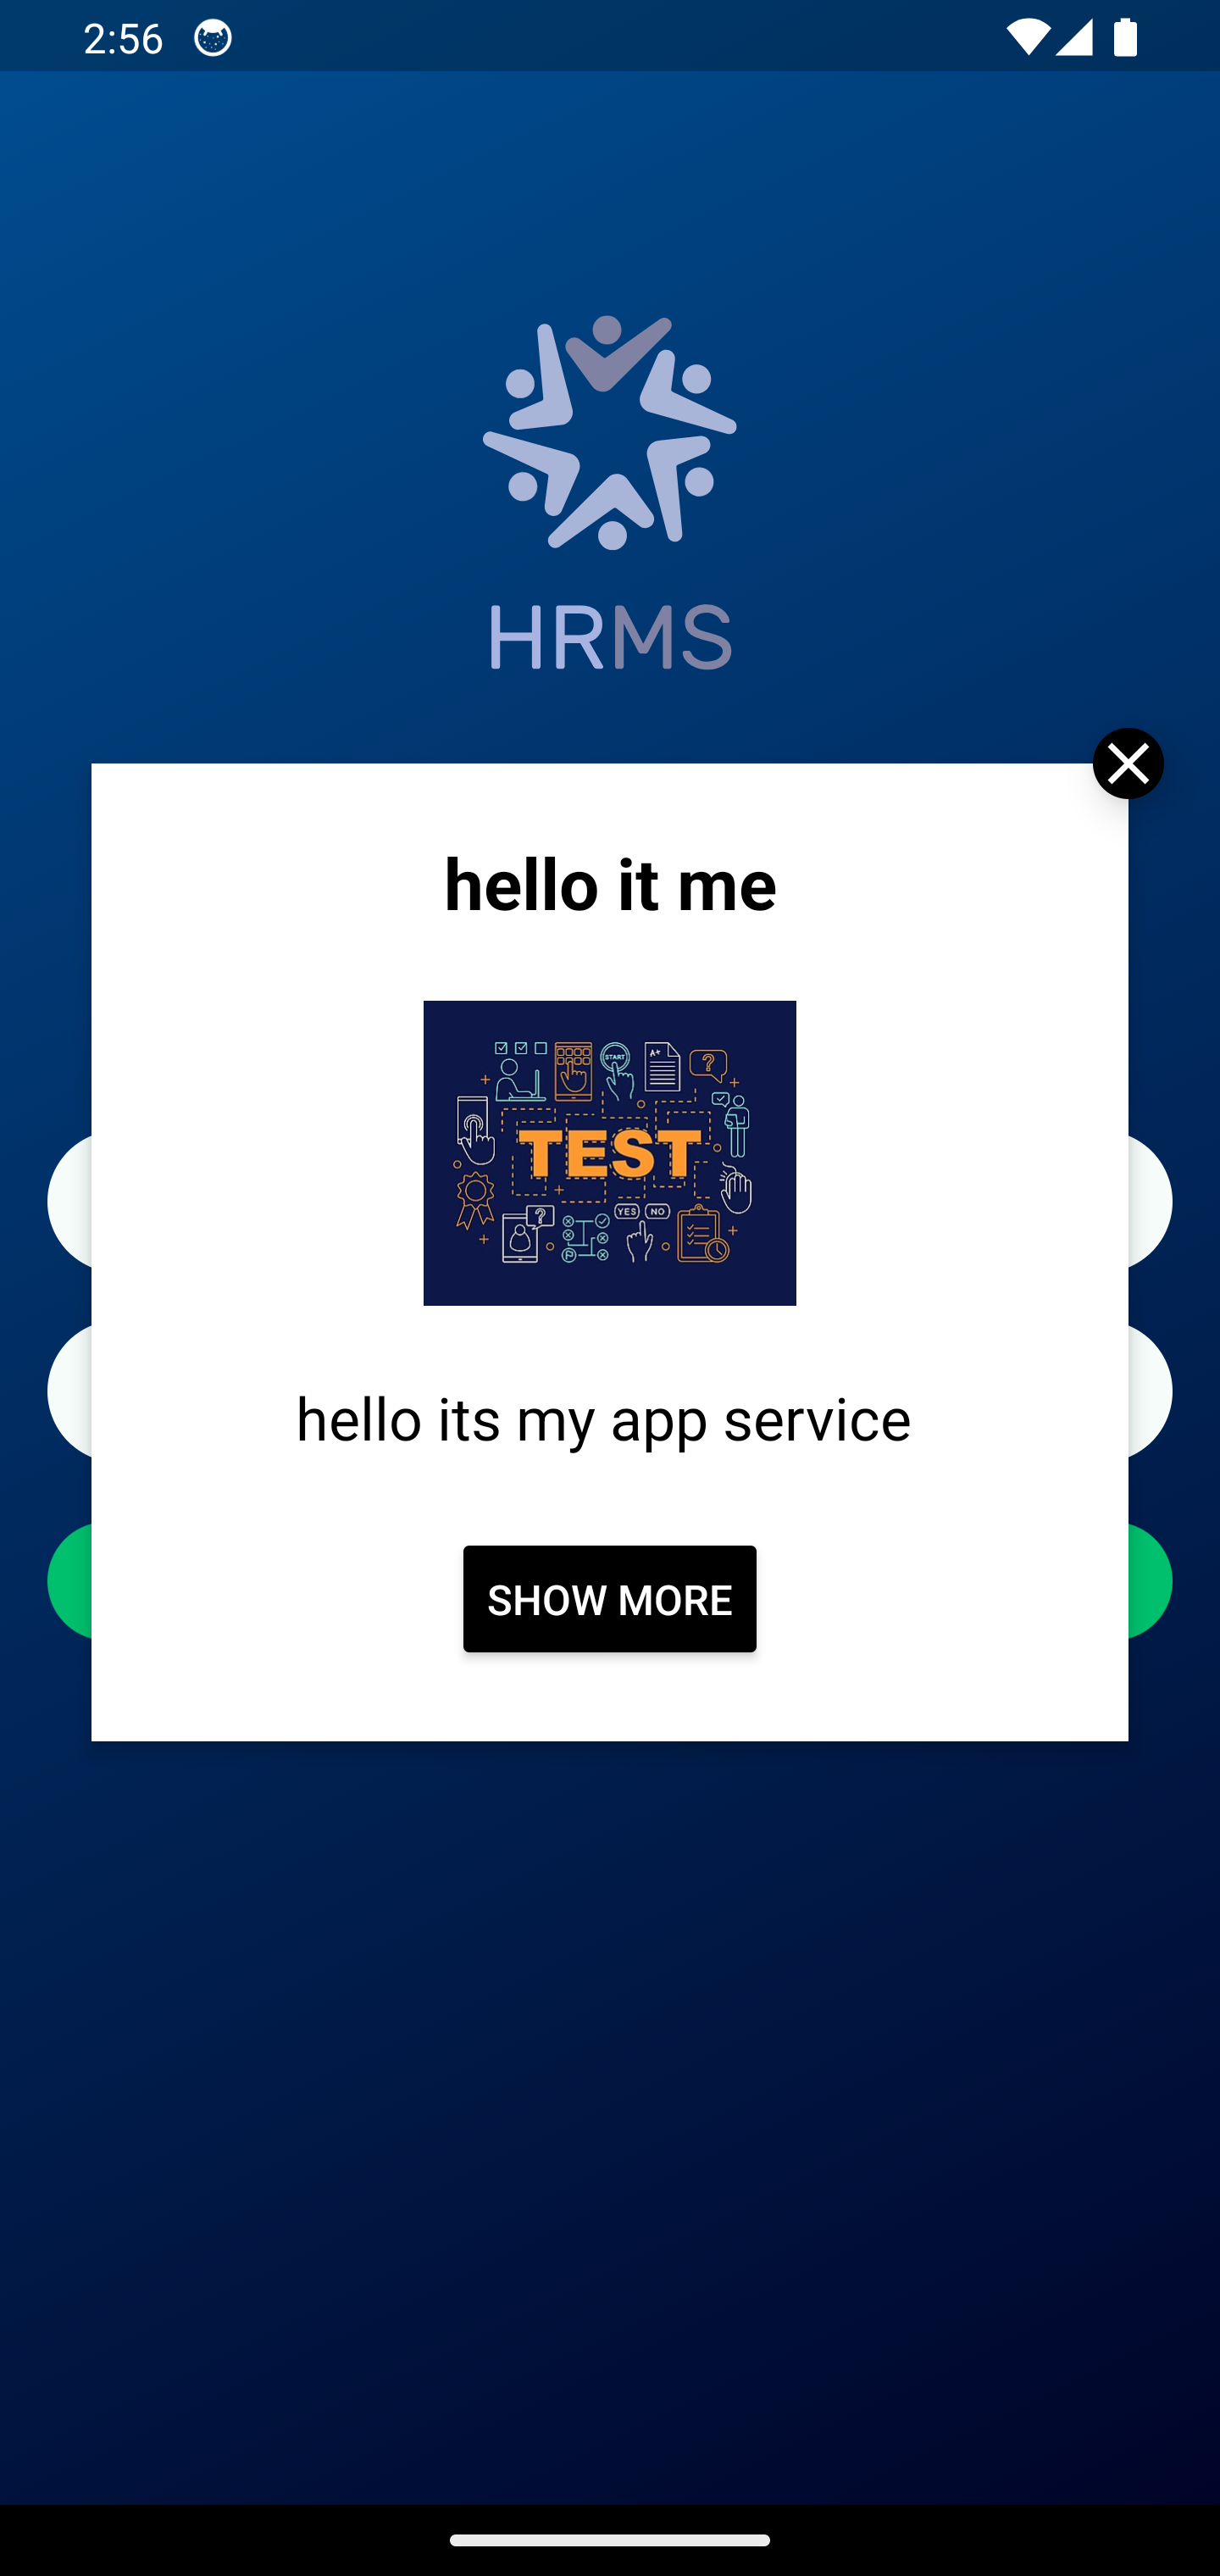 2:56
HRMS
hello it me
START
A+
?
TEST
?
YES NO
hello its my app service
SHOW MORE